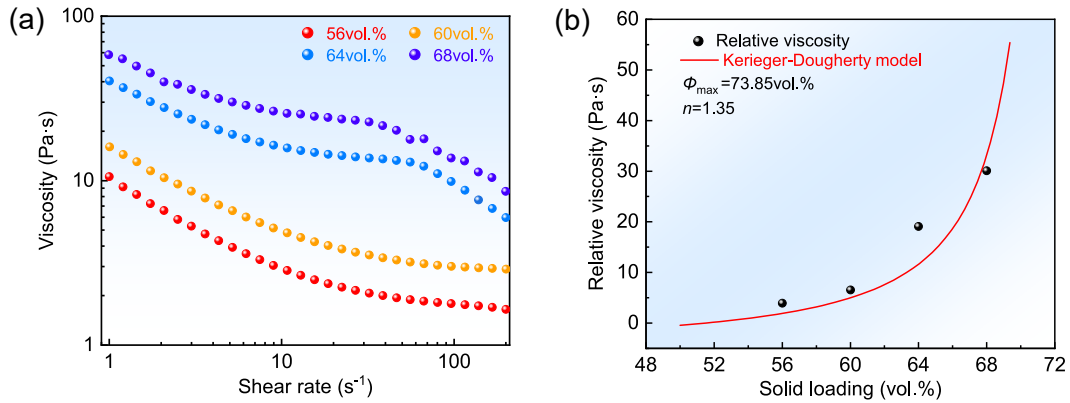 (a)
100
10
1
Viscosity (Pa·s)
56vol.% 60vol.%
64vol.% 68vol.%
1 10 100
Shear rate (s⁻¹)
(b)
60
50
40
30
20
10
0
Relative viscosity (Pa·s)
Relative viscosity
Kerieger-Dougherty model
Φmax =73.85vol.%
n=1.35
48 52 56 60 64 68 72
Solid loading (vol.%)